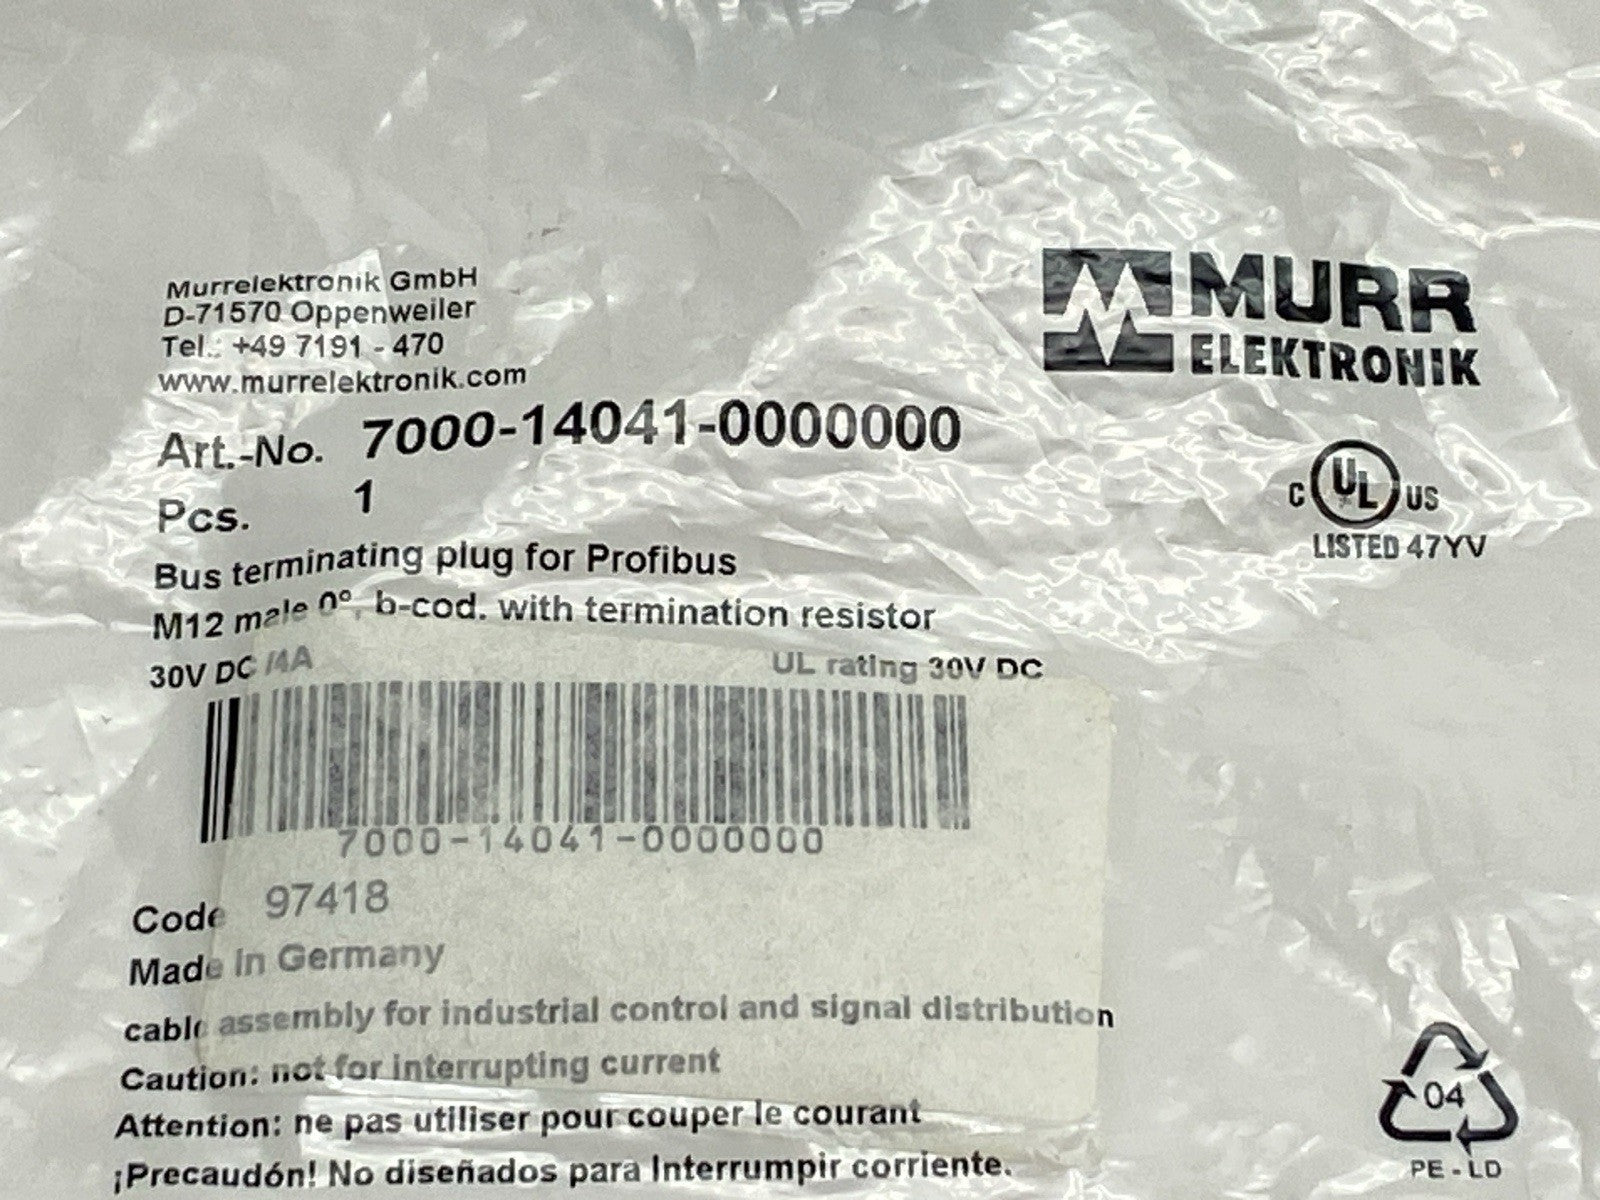 Murrelektronik GmbH
D-71570 Oppenweiler
Tel.: +49 7191 - 470
www.murrelektronik.com
MURR
ELEKTRONIK
Art.-No. 7000-14041-0000000
Pcs. 1
C UL US
LISTED 47YV
Bus terminating plug for Profibus
M12 male 0°, b-cod. with termination resistor
30V DC /4A UL rating 30V DC
7000-14041-0000000
Code 97418
Made in Germany
cable assembly for industrial control and signal distribution
Caution: not for interrupting current
Attention: ne pas utiliser pour couper le courant
¡Precaudón! No diseñados para Interrumpir corriente.
04
PE-LD